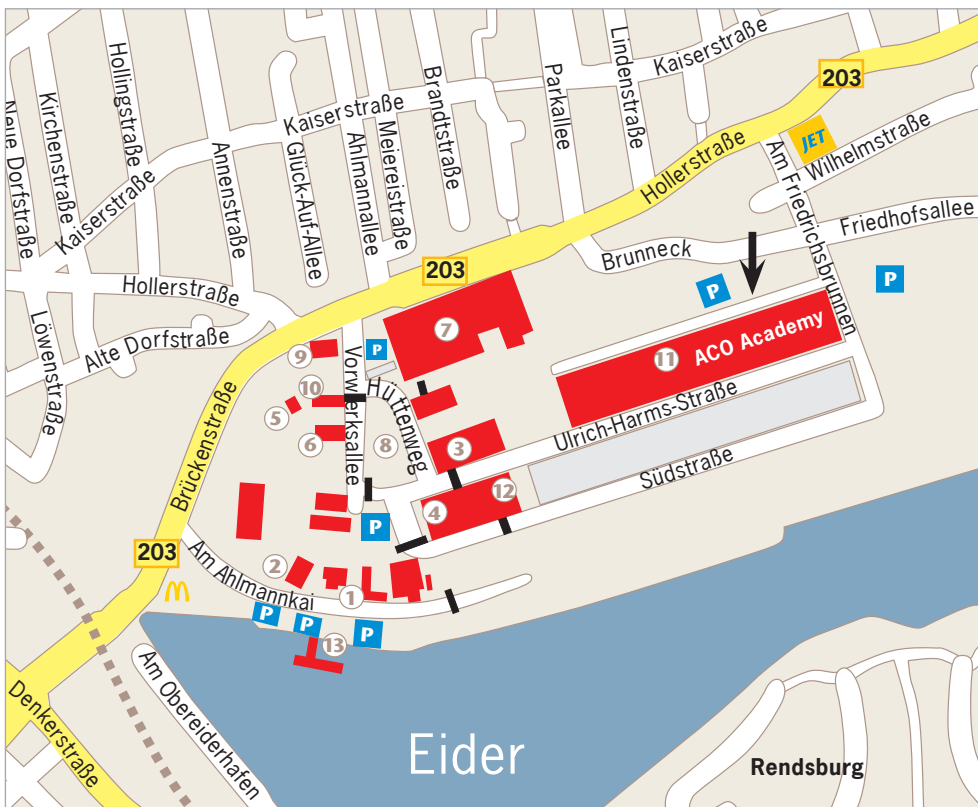 Neue Dorfstraße
Kirchenstraße
Hollingstraße
Annenstraße
Kaiserstraße
Glück-Auf-Allee
Kaiserstraße
Ahlmannallee
Meiereistraße
Brandtstraße
Parkallee
Lindenstraße
Kaiserstraße
203
JET
Wilhelmstraße
Am Friedrichsbrunnen
Hollerstraße
Friedhofsallee
Brunneck
203
Hollerstraße
Alte Dorfstraße
Löwenstraße
P
P
7
ACO Academy
11
9
P
Vorwerksallee
Hüttenweg
10
5
6
8
3
Ulrich-Harms-Straße
Südstraße
Brückenstraße
12
4
P
203
2
Am Ahlmannkai
1
P
P
P
13
Am Obereiderhafen
Denkerstraße
Eider
Rendsburg